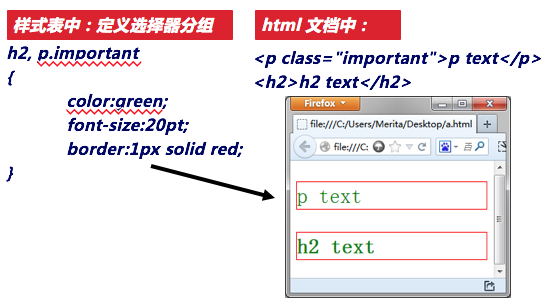 样式表中：定义选择器分组
h2, p.important
{
color:green;
font-size:20pt;
border:1px solid red;
}
html 文档中：
<p class="important">p text</p>
<h2>h2 text</h2>
Firefox
file:///C:/Users/Merita/Desktop/a.html
file:///C:
p text
h2 text